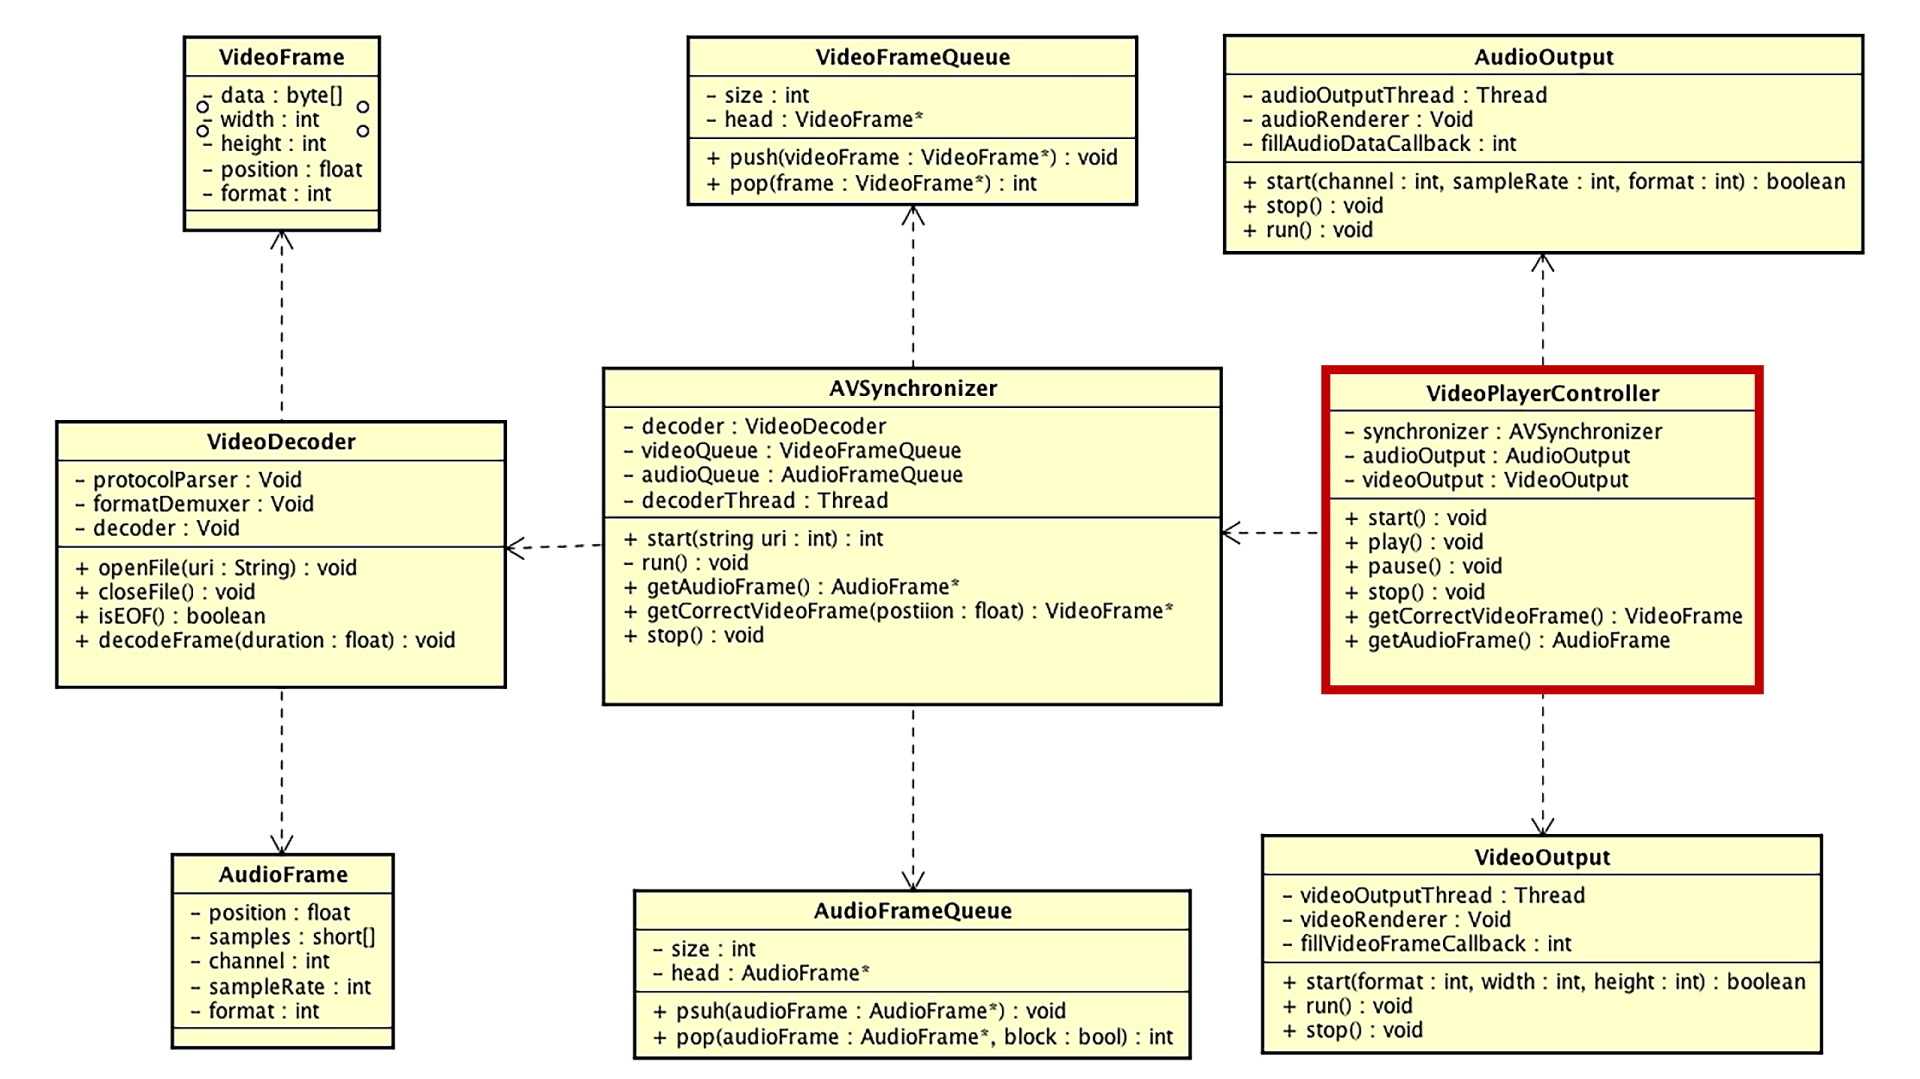 VideoFrame
- data : byte[]
- width : int
- height : int
- position : float
- format : int
VideoFrameQueue
- size : int
- head : VideoFrame*
+ push(videoFrame : VideoFrame*) : void
+ pop(frame : VideoFrame*) : int
AudioOutput
- audioOutputThread : Thread
- audioRenderer : Void
- fillAudioDataCallback : int
+ start(channel : int, sampleRate : int, format : int) : boolean
+ stop() : void
+ run() : void
VideoDecoder
- protocolParser : Void
- formatDemuxer : Void
- decoder : Void
+ openFile(uri : String) : void
+ closeFile() : void
+ isEOF() : boolean
+ decodeFrame(duration : float) : void
AVSynchronizer
- decoder : VideoDecoder
- videoQueue : VideoFrameQueue
- audioQueue : AudioFrameQueue
- decoderThread : Thread
+ start(string uri : int) : int
- run() : void
+ getAudioFrame() : AudioFrame*
+ getCorrectVideoFrame(postiion : float) : VideoFrame*
+ stop() : void
VideoPlayerController
- synchronizer : AVSynchronizer
- audioOutput : AudioOutput
- videoOutput : VideoOutput
+ start() : void
+ play() : void
+ pause() : void
+ stop() : void
+ getCorrectVideoFrame() : VideoFrame
+ getAudioFrame() : AudioFrame
AudioFrame
- position : float
- samples : short[]
- channel : int
- sampleRate : int
- format : int
AudioFrameQueue
- size : int
- head : AudioFrame*
+ psuh(audioFrame : AudioFrame*) : void
+ pop(audioFrame : AudioFrame*, block : bool) : int
VideoOutput
- videoOutputThread : Thread
- videoRenderer : Void
- fillVideoFrameCallback : int
+ start(format : int, width : int, height : int) : boolean
+ run() : void
+ stop() : void